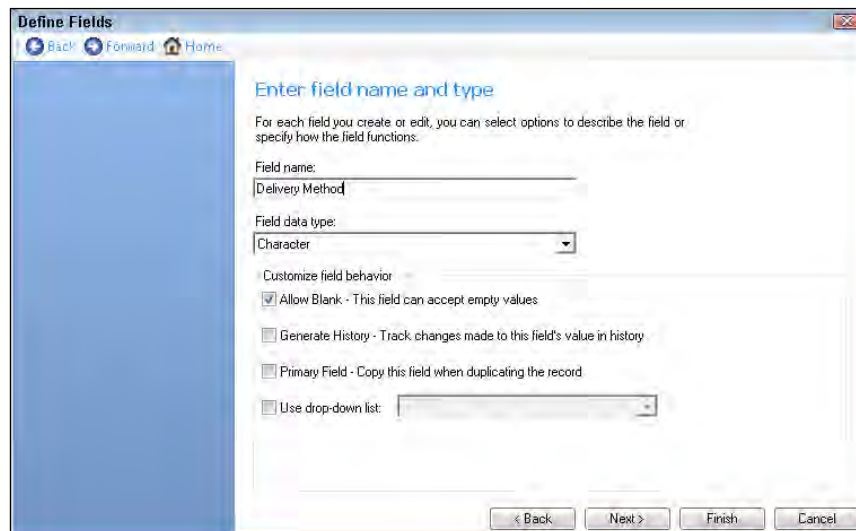 Define Fields
Back Forward Home
Enter field name and type
For each field you create or edit, you can select options to describe the field or
specify how the field functions.
Field name:
Delivery Method
Field data type:
Character
Customize field behavior
Allow Blank - This field can accept empty values
Generate History - Track changes made to this field's value in history
Primary Field - Copy this field when duplicating the record
Use drop-down list:
< Back Next > Finish Cancel